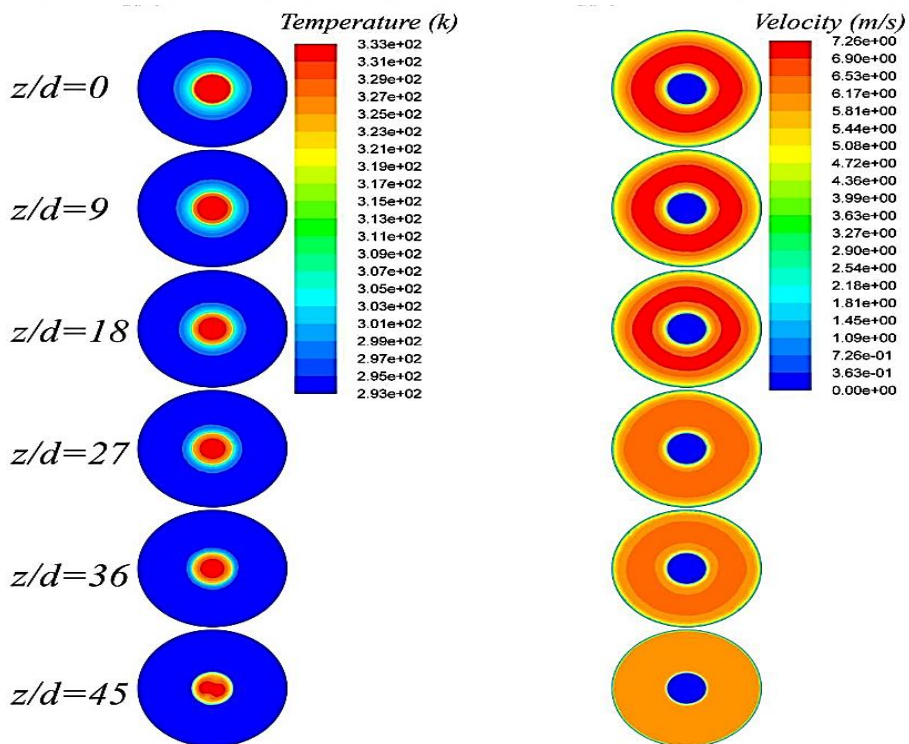 Temperature (k)
3.33e+02
3.31e+02
3.29e+02
3.27e+02
3.25e+02
3.23e+02
3.21e+02
3.19e+02
3.17e+02
3.15e+02
3.13e+02
3.11e+02
3.09e+02
3.07e+02
3.05e+02
3.03e+02
3.01e+02
2.99e+02
2.97e+02
2.95e+02
2.93e+02
Velocity (m/s)
7.26e+00
6.90e+00
6.53e+00
6.17e+00
5.81e+00
5.44e+00
5.08e+00
4.72e+00
4.36e+00
3.99e+00
3.63e+00
3.27e+00
2.90e+00
2.54e+00
2.18e+00
1.81e+00
1.45e+00
1.09e+00
7.26e-01
3.63e-01
0.00e+00
z/d=0
z/d=9
z/d=18
z/d=27
z/d=36
z/d=45